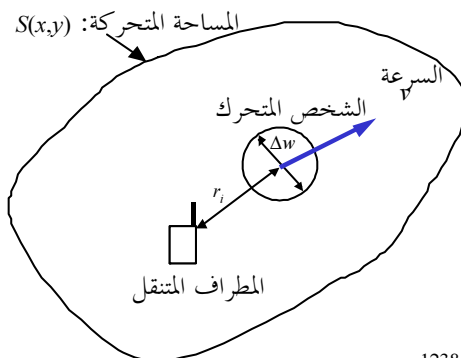 المساحة المتحركة: S(x,y)
السرعة
v
الشخص المتحرك
Δw
r_i
المطراف المتنقل
1238